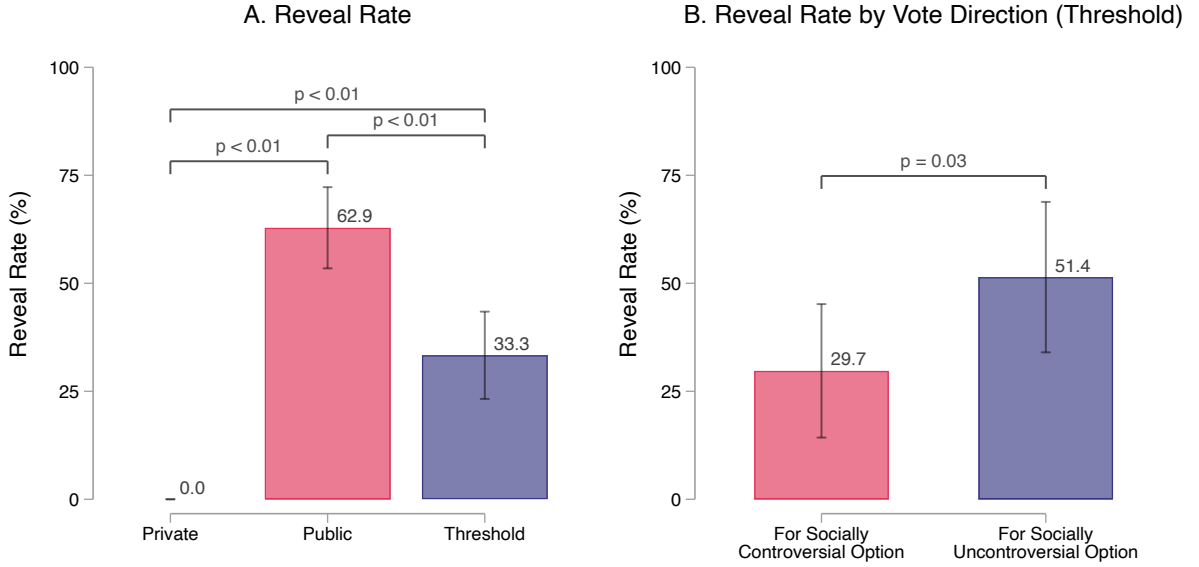 A. Reveal Rate
Reveal Rate (%)
100
75
50
25
0
p < 0.01
p < 0.01
p < 0.01
0.0
62.9
33.3
Private
Public
Threshold
B. Reveal Rate by Vote Direction (Threshold)
Reveal Rate (%)
100
75
50
25
0
p = 0.03
29.7
51.4
For Socially
Controversial Option
For Socially
Uncontroversial Option